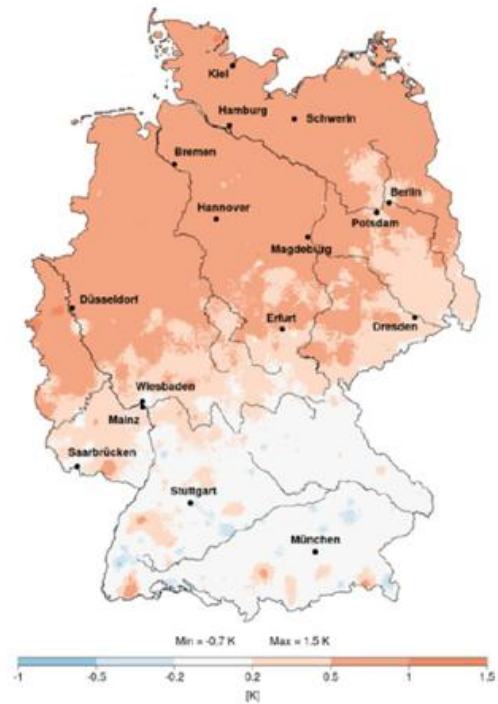 Kiel
Hamburg
Schwerin
Bremen
Berlin
Hannover
Potsdam
Magdeburg
Düsseldorf
Erfurt
Dresden
Wiesbaden
Mainz
Saarbrücken
Stuttgart
München
Min = -0.7 K Max = 1.5 K
-1 -0.5 -0.2 0.2 0.5 1 1.5
[K]